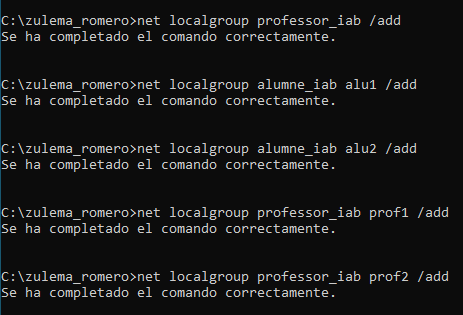 C:\zulema_romero>net localgroup professor_iab /add
Se ha completado el comando correctamente.
C:\zulema_romero>net localgroup alumne_iab alu1 /add
Se ha completado el comando correctamente.
C:\zulema_romero>net localgroup alumne_iab alu2 /add
Se ha completado el comando correctamente.
C:\zulema_romero>net localgroup professor_iab prof1 /add
Se ha completado el comando correctamente.
C:\zulema_romero>net localgroup professor_iab prof2 /add
Se ha completado el comando correctamente.